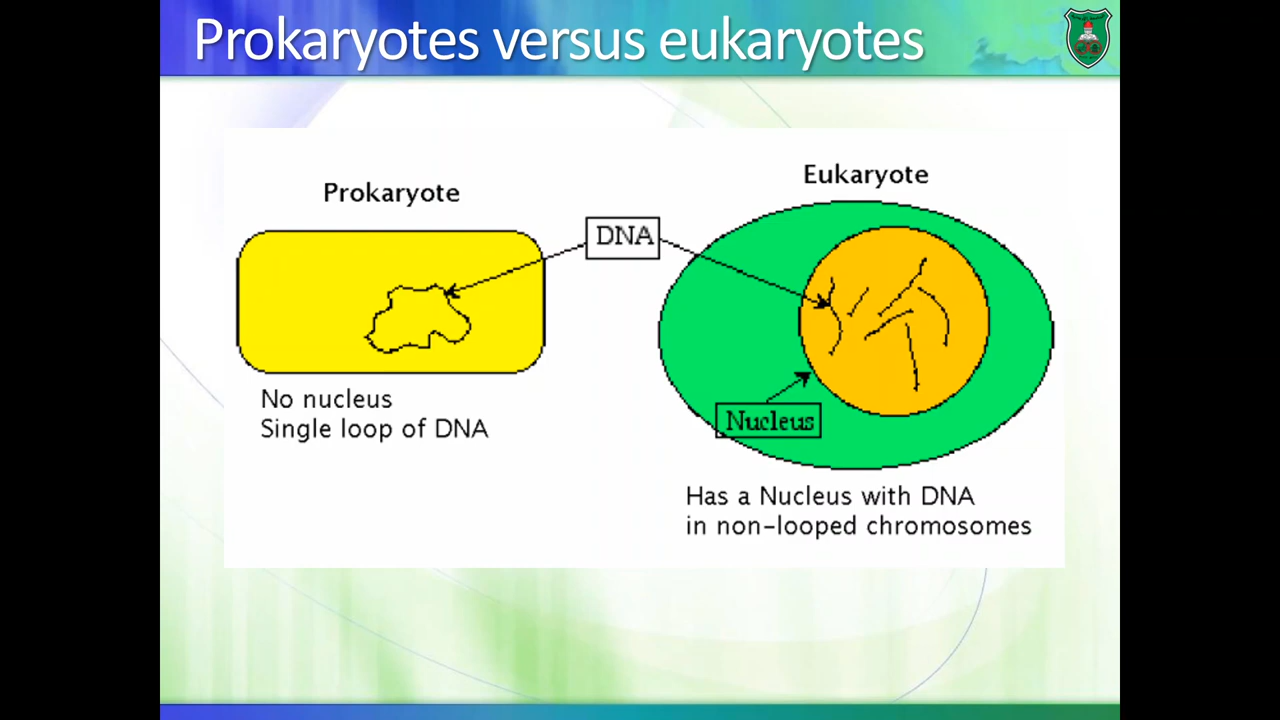 Prokaryotes versus eukaryotes
Prokaryote
Eukaryote
DNA
Nucleus
No nucleus
Single loop of DNA
Has a Nucleus with DNA
in non-looped chromosomes